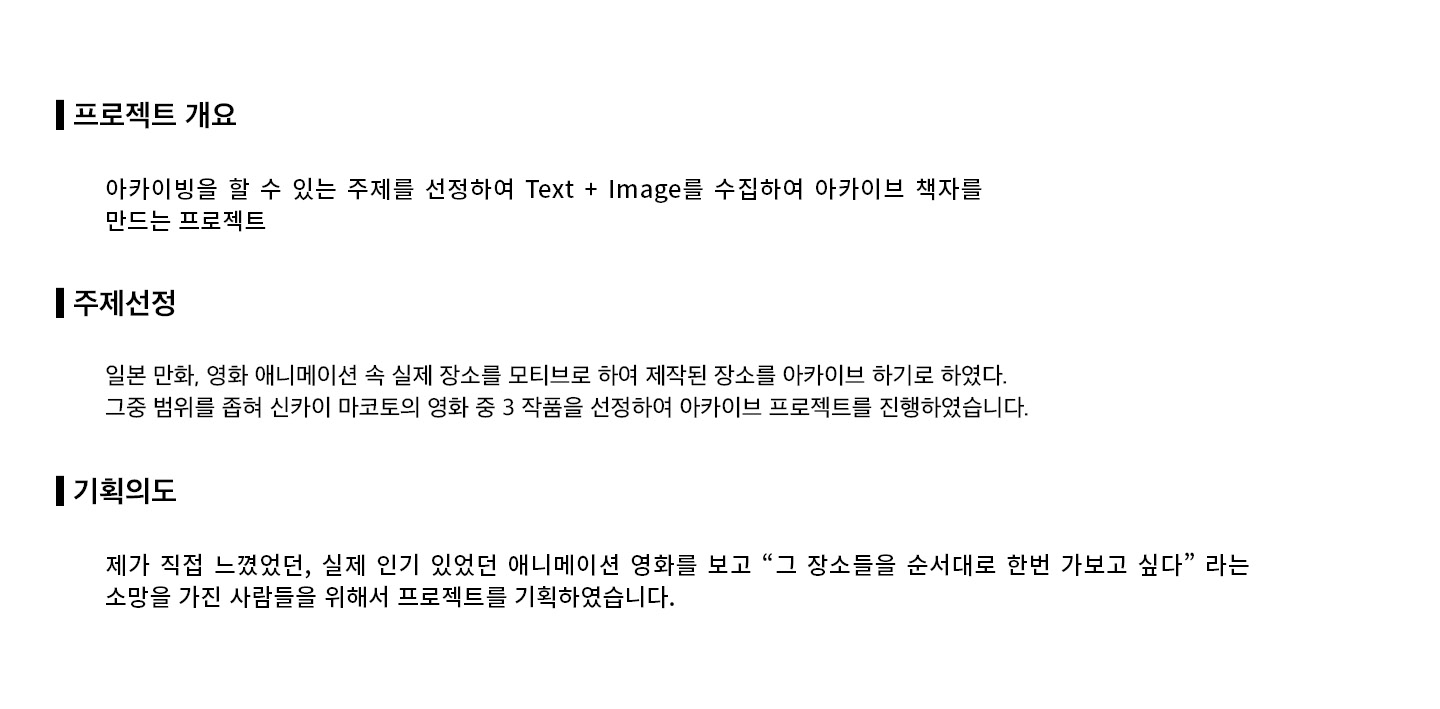 프로젝트 개요
아카이빙을 할 수 있는 주제를 선정하여 Text + Image를 수집하여 아카이브 책자를
만드는 프로젝트
주제선정
일본 만화, 영화 애니메이션 속 실제 장소를 모티브로 하여 제작된 장소를 아카이브 하기로 하였다.
그중 범위를 좁혀 신카이 마코토의 영화 중 3 작품을 선정하여 아카이브 프로젝트를 진행하였습니다.
기획의도
제가 직접 느꼈었던, 실제 인기 있었던 애니메이션 영화를 보고 “그 장소들을 순서대로 한번 가보고 싶다” 라는
소망을 가진 사람들을 위해서 프로젝트를 기획하였습니다.